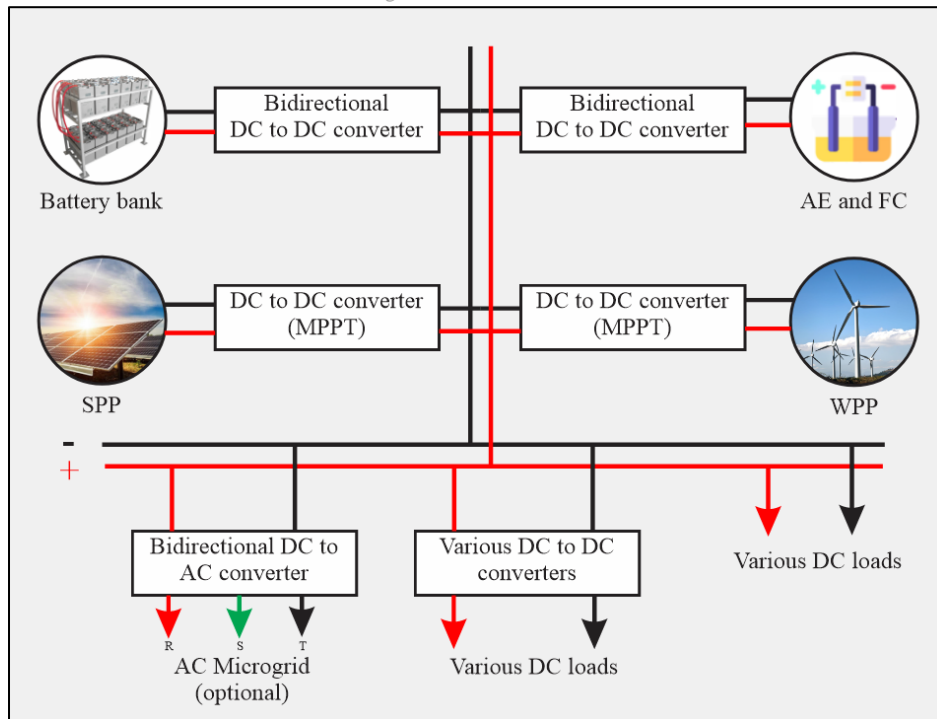 Bidirectional
DC to DC converter
Bidirectional
DC to DC converter
Battery bank
AE and FC
DC to DC converter
(MPPT)
DC to DC converter
(MPPT)
SPP
WPP
-
+
Bidirectional DC to
AC converter
Various DC to DC
converters
Various DC loads
R S T
AC Microgrid
(optional)
Various DC loads